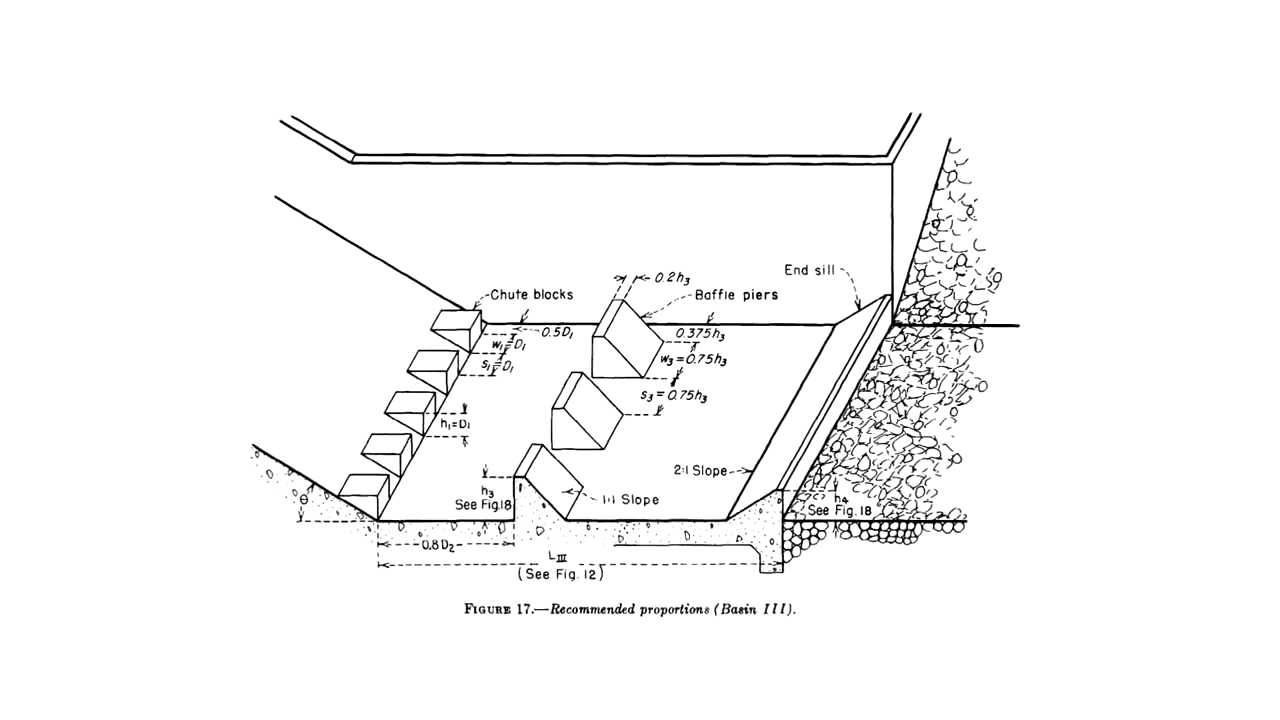 0.2h₃
End sill
Chute blocks
Baffle piers
0.5D₁
0.375h₃
w₁=D₁
w₃=0.75h₃
s₁=D₁
s₃=0.75h₃
h₁=D₁
2:1 Slope
θ
h₃
See Fig.18
1:1 Slope
h₄
See Fig. 18
0.8D₂
LIII
(See Fig. 12)
FIGURE 17.—Recommended proportions (Basin III).